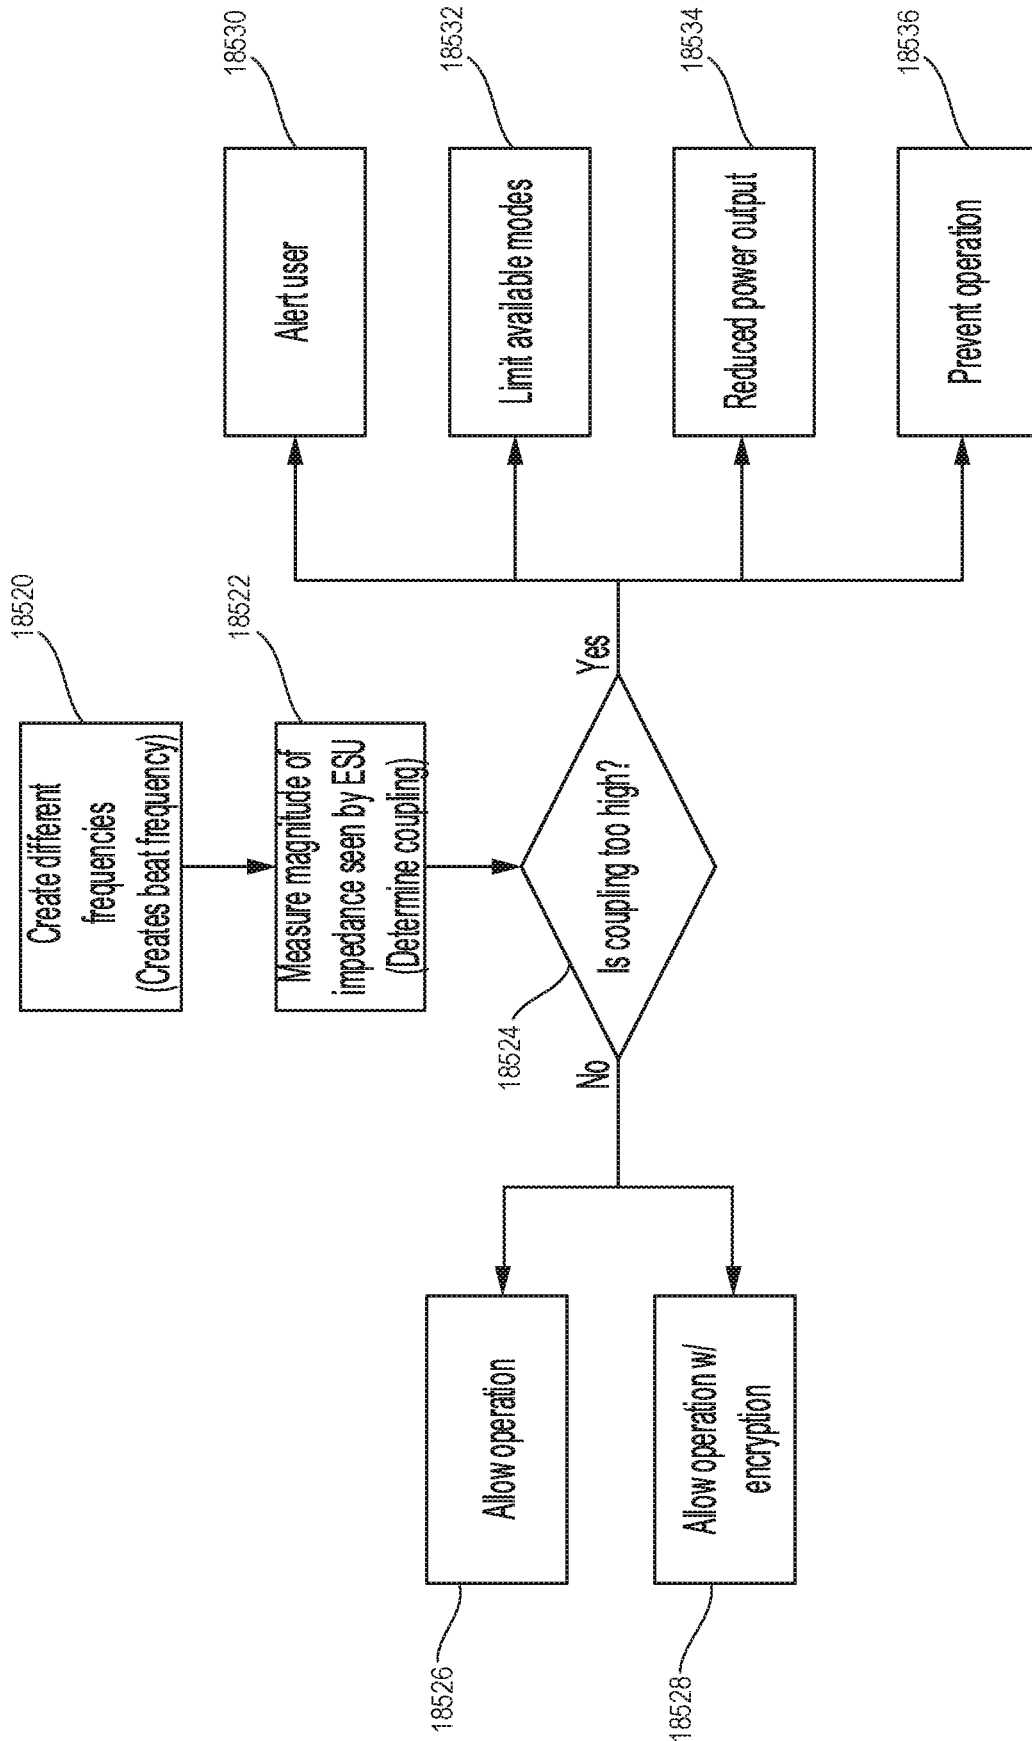 18520
Create different
frequencies
(Creates beat frequency)
18522
Measure magnitude of
impedance seen by ESU
(Determine coupling)
18524
Is coupling too high?
No
Yes
18526
Allow operation
18528
Allow operation w/
encryption
18530
Alert user
18532
Limit available modes
18534
Reduced power output
18536
Prevent operation